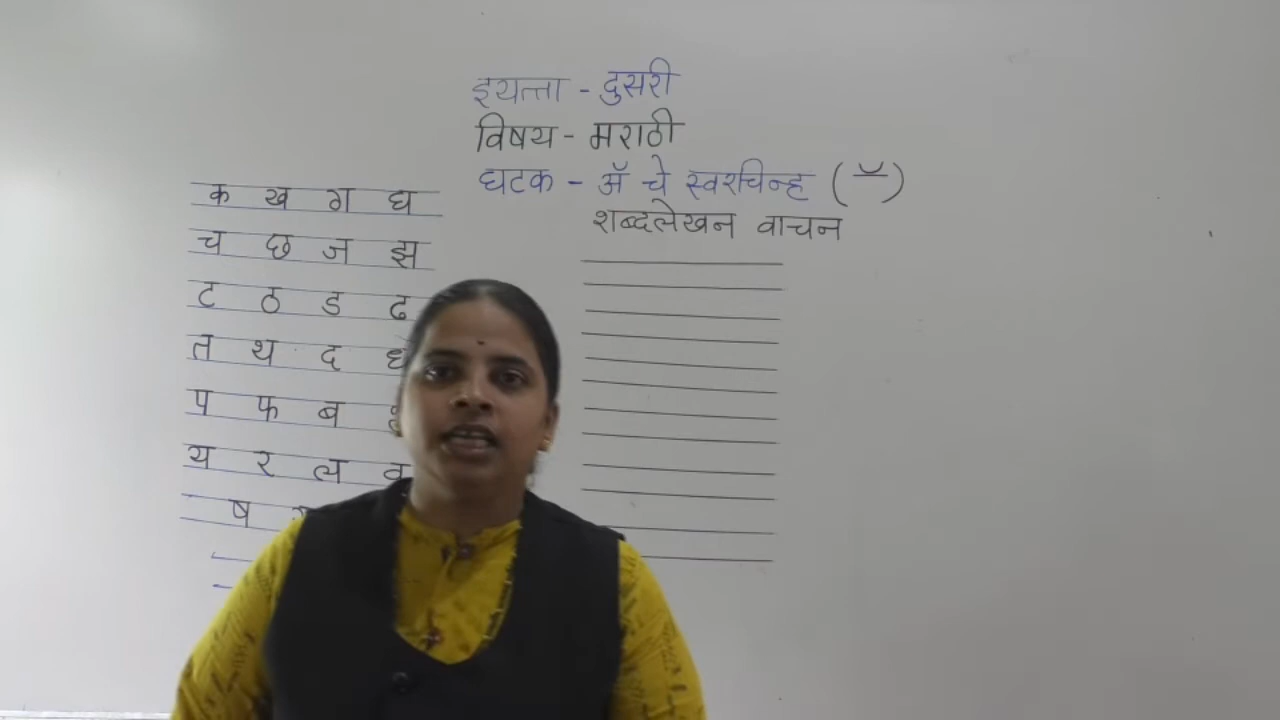 इयत्ता - दुसरी
विषय - मराठी
घटक - ॲ चे स्वरचिन्ह ( ॅ )
शब्दलेखन वाचन
क ख ग घ
च छ ज झ
ट ठ ड ढ
त थ द ध
प फ ब
य र ल व
ष